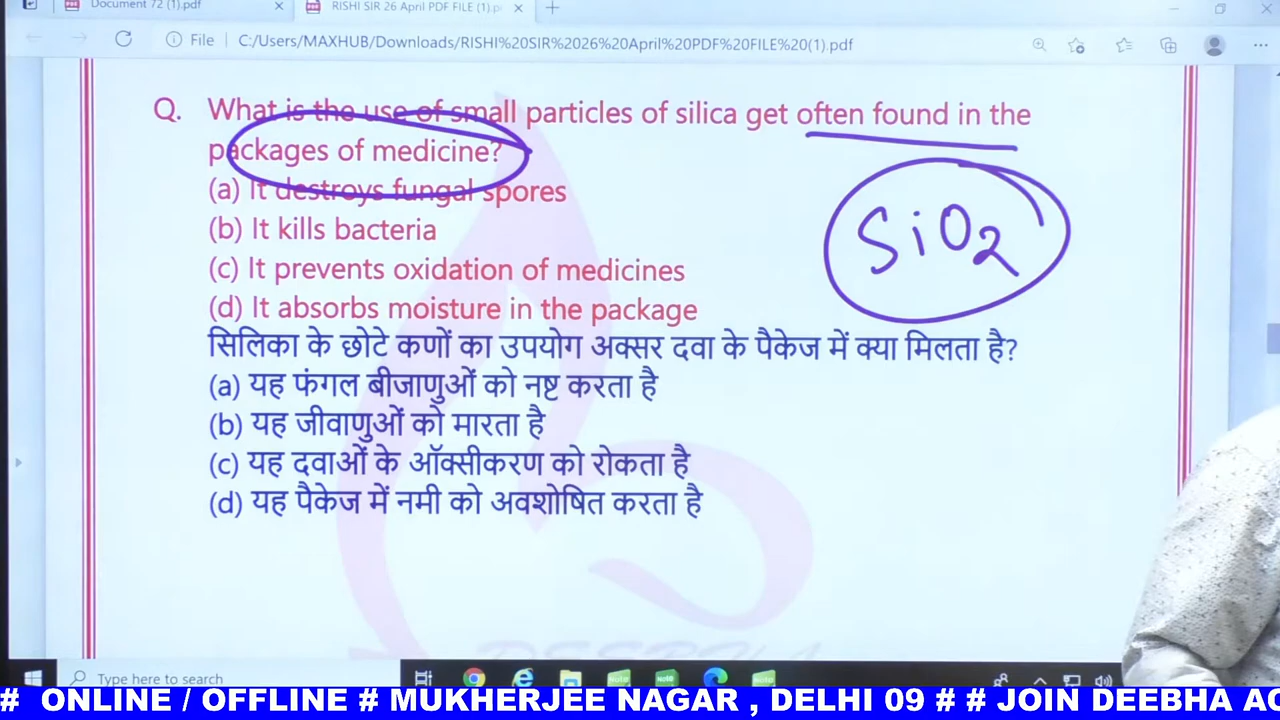 Document 72 (1).pdf
RISHI SIR 26 April PDF FILE (1).p
File
C:/Users/MAXHUB/Downloads/RISHI%20SIR%2026%20April%20PDF%20FILE%20(1).pdf
Q. What is the use of small particles of silica get often found in the
packages of medicine?
(a) It destroys fungal spores
(b) It kills bacteria
(c) It prevents oxidation of medicines
(d) It absorbs moisture in the package
SiO2
सिलिका के छोटे कणों का उपयोग अक्सर दवा के पैकेज में क्या मिलता है?
(a) यह फंगल बीजाणुओं को नष्ट करता है
(b) यह जीवाणुओं को मारता है
(c) यह दवाओं के ऑक्सीकरण को रोकता है
(d) यह पैकेज में नमी को अवशोषित करता है
Type here to search
# ONLINE / OFFLINE # MUKHERJEE NAGAR , DELHI 09 # # JOIN DEEBHA AC